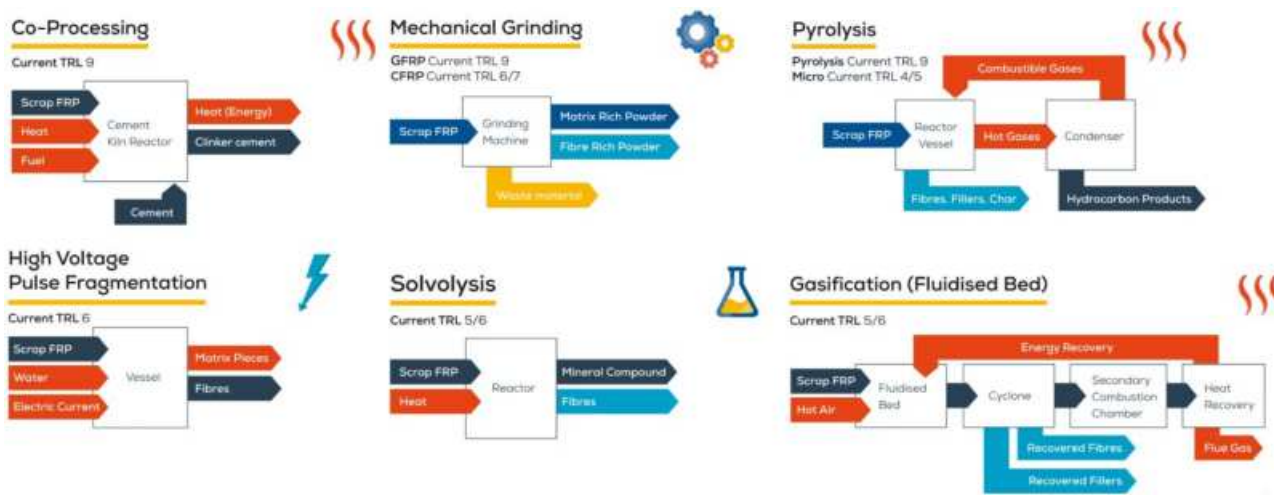 Co-Processing
Current TRL 9
Scrap FRP
Heat
Fuel
Cement
Kiln Reactor
Heat (Energy)
Clinker cement
Cement
Mechanical Grinding
GFRP Current TRL 9
CFRP Current TRL 6/7
Scrap FRP
Grinding
Machine
Matrix Rich Powder
Fibre Rich Powder
Waste material
Pyrolysis
Pyrolysis Current TRL 9
Micro Current TRL 4/5
Combustible Gases
Scrap FRP
Reactor
Vessel
Hot Gases
Condenser
Fibres, Fillers, Char
Hydrocarbon Products
High Voltage
Pulse Fragmentation
Current TRL 6
Scrap FRP
Water
Electric Current
Vessel
Matrix Pieces
Fibres
Solvolysis
Current TRL 5/6
Scrap FRP
Heat
Reactor
Mineral Compound
Fibres
Gasification (Fluidised Bed)
Current TRL 5/6
Energy Recovery
Scrap FRP
Hot Air
Fluidised
Bed
Cyclone
Secondary
Combustion
Chamber
Heat
Recovery
Recovered Fibres
Flue Gas
Recovered Fillers